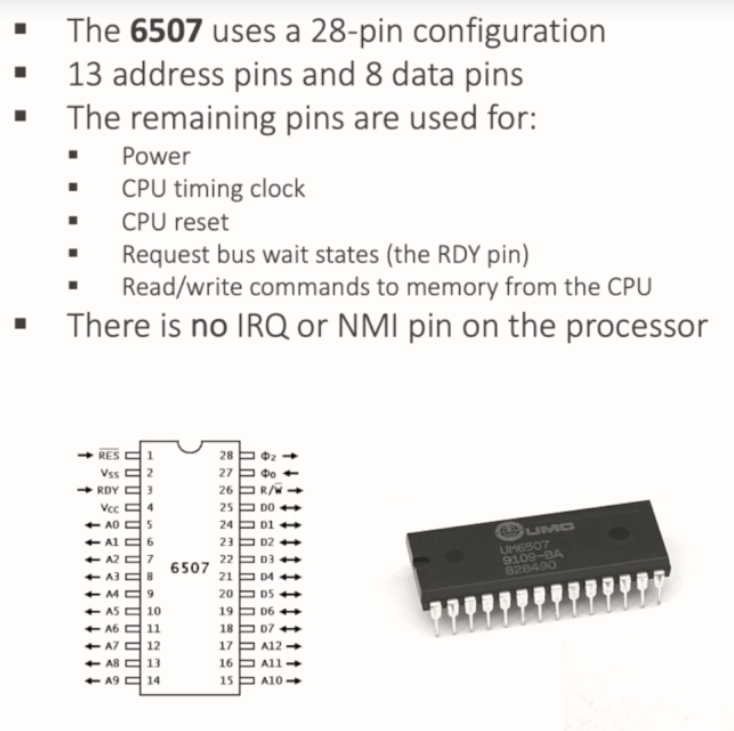 The 6507 uses a 28-pin configuration
13 address pins and 8 data pins
The remaining pins are used for:
Power
CPU timing clock
CPU reset
Request bus wait states (the RDY pin)
Read/write commands to memory from the CPU
There is no IRQ or NMI pin on the processor
RES 1 28 Φ2
Vss 2 27 Φ0
RDY 3 26 R/W
Vcc 4 25 D0
A0 5 24 D1
A1 6 23 D2
A2 7 22 D3
6507
A3 8 21 D4
A4 9 20 D5
A5 10 19 D6
A6 11 18 D7
A7 12 17 A12
A8 13 16 A11
A9 14 15 A10
UMC
UM6507
9109-BA
828490